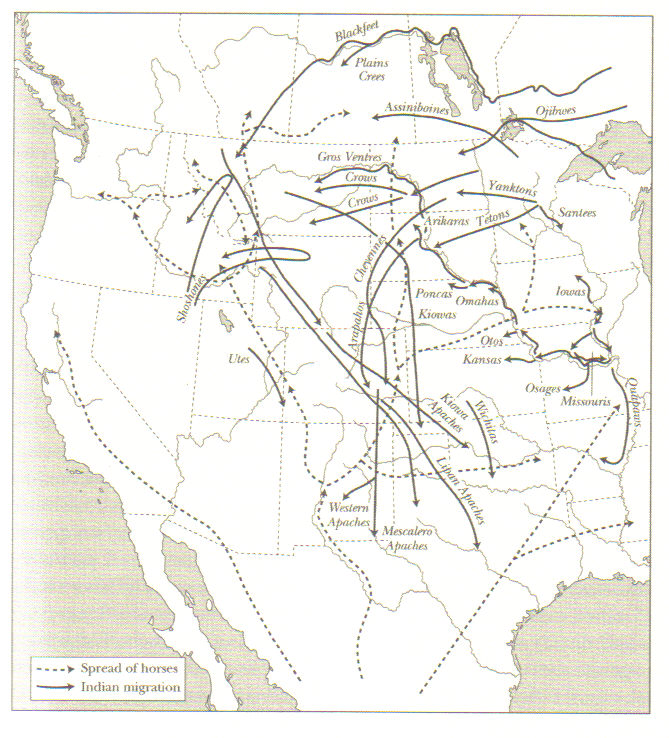 Blackfeet
Plains
Crees
Assiniboines
Ojibwes
Gros Ventres
Crows
Crows
Yanktons
Arikaras
Tetons
Santees
Cheyennes
Shoshones
Poncas
Omahas
Iowas
Kiowas
Arapahos
Otos
Utes
Kansas
Osages
Missouris
Quapaws
Kiowa
Apaches
Wichitas
Lipan Apaches
Western
Apaches
Mescalero
Apaches
Spread of horses
Indian migration